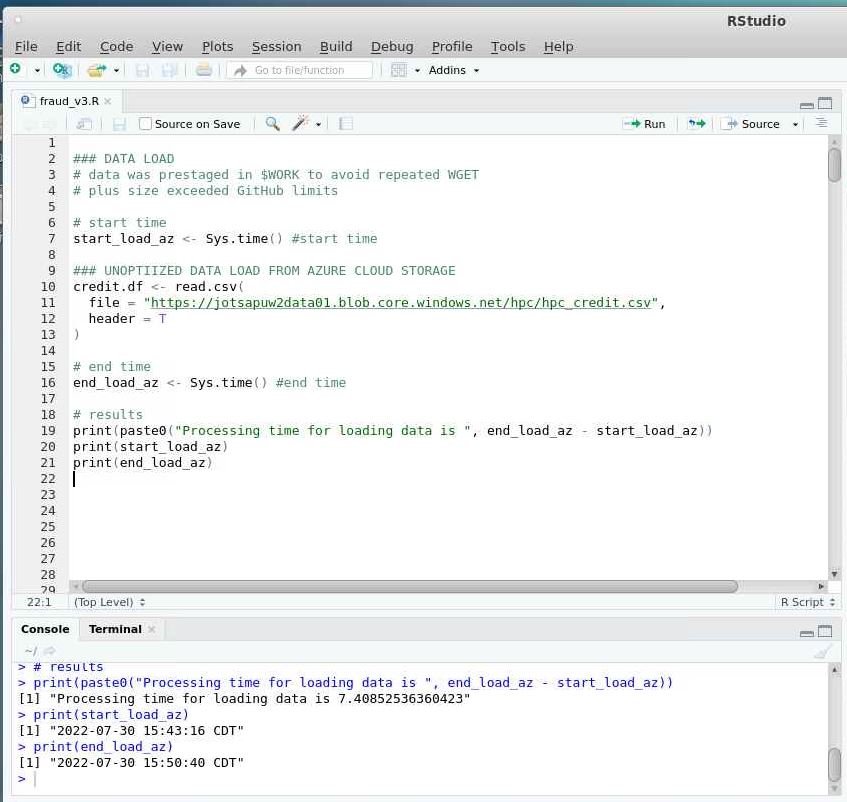 RStudio
File Edit Code View Plots Session Build Debug Profile Tools Help
Go to file/function Addins
fraud_v3.R
Source on Save Run Source
1
2 ### DATA LOAD
3 # data was prestaged in $WORK to avoid repeated WGET
4 # plus size exceeded GitHub limits
5
6 # start time
7 start_load_az <- Sys.time() #start time
8
9 ### UNOPTIIZED DATA LOAD FROM AZURE CLOUD STORAGE
10 credit.df <- read.csv(
11 file = "https://jotsapuw2data01.blob.core.windows.net/hpc/hpc_credit.csv",
12 header = T
13 )
14
15 # end time
16 end_load_az <- Sys.time() #end time
17
18 # results
19 print(paste0("Processing time for loading data is ", end_load_az - start_load_az))
20 print(start_load_az)
21 print(end_load_az)
22
23
24
25
26
27
28
29
22:1 (Top Level) R Script
Console Terminal
~/
> # results
> print(paste0("Processing time for loading data is ", end_load_az - start_load_az))
[1] "Processing time for loading data is 7.40852536360423"
> print(start_load_az)
[1] "2022-07-30 15:43:16 CDT"
> print(end_load_az)
[1] "2022-07-30 15:50:40 CDT"
>